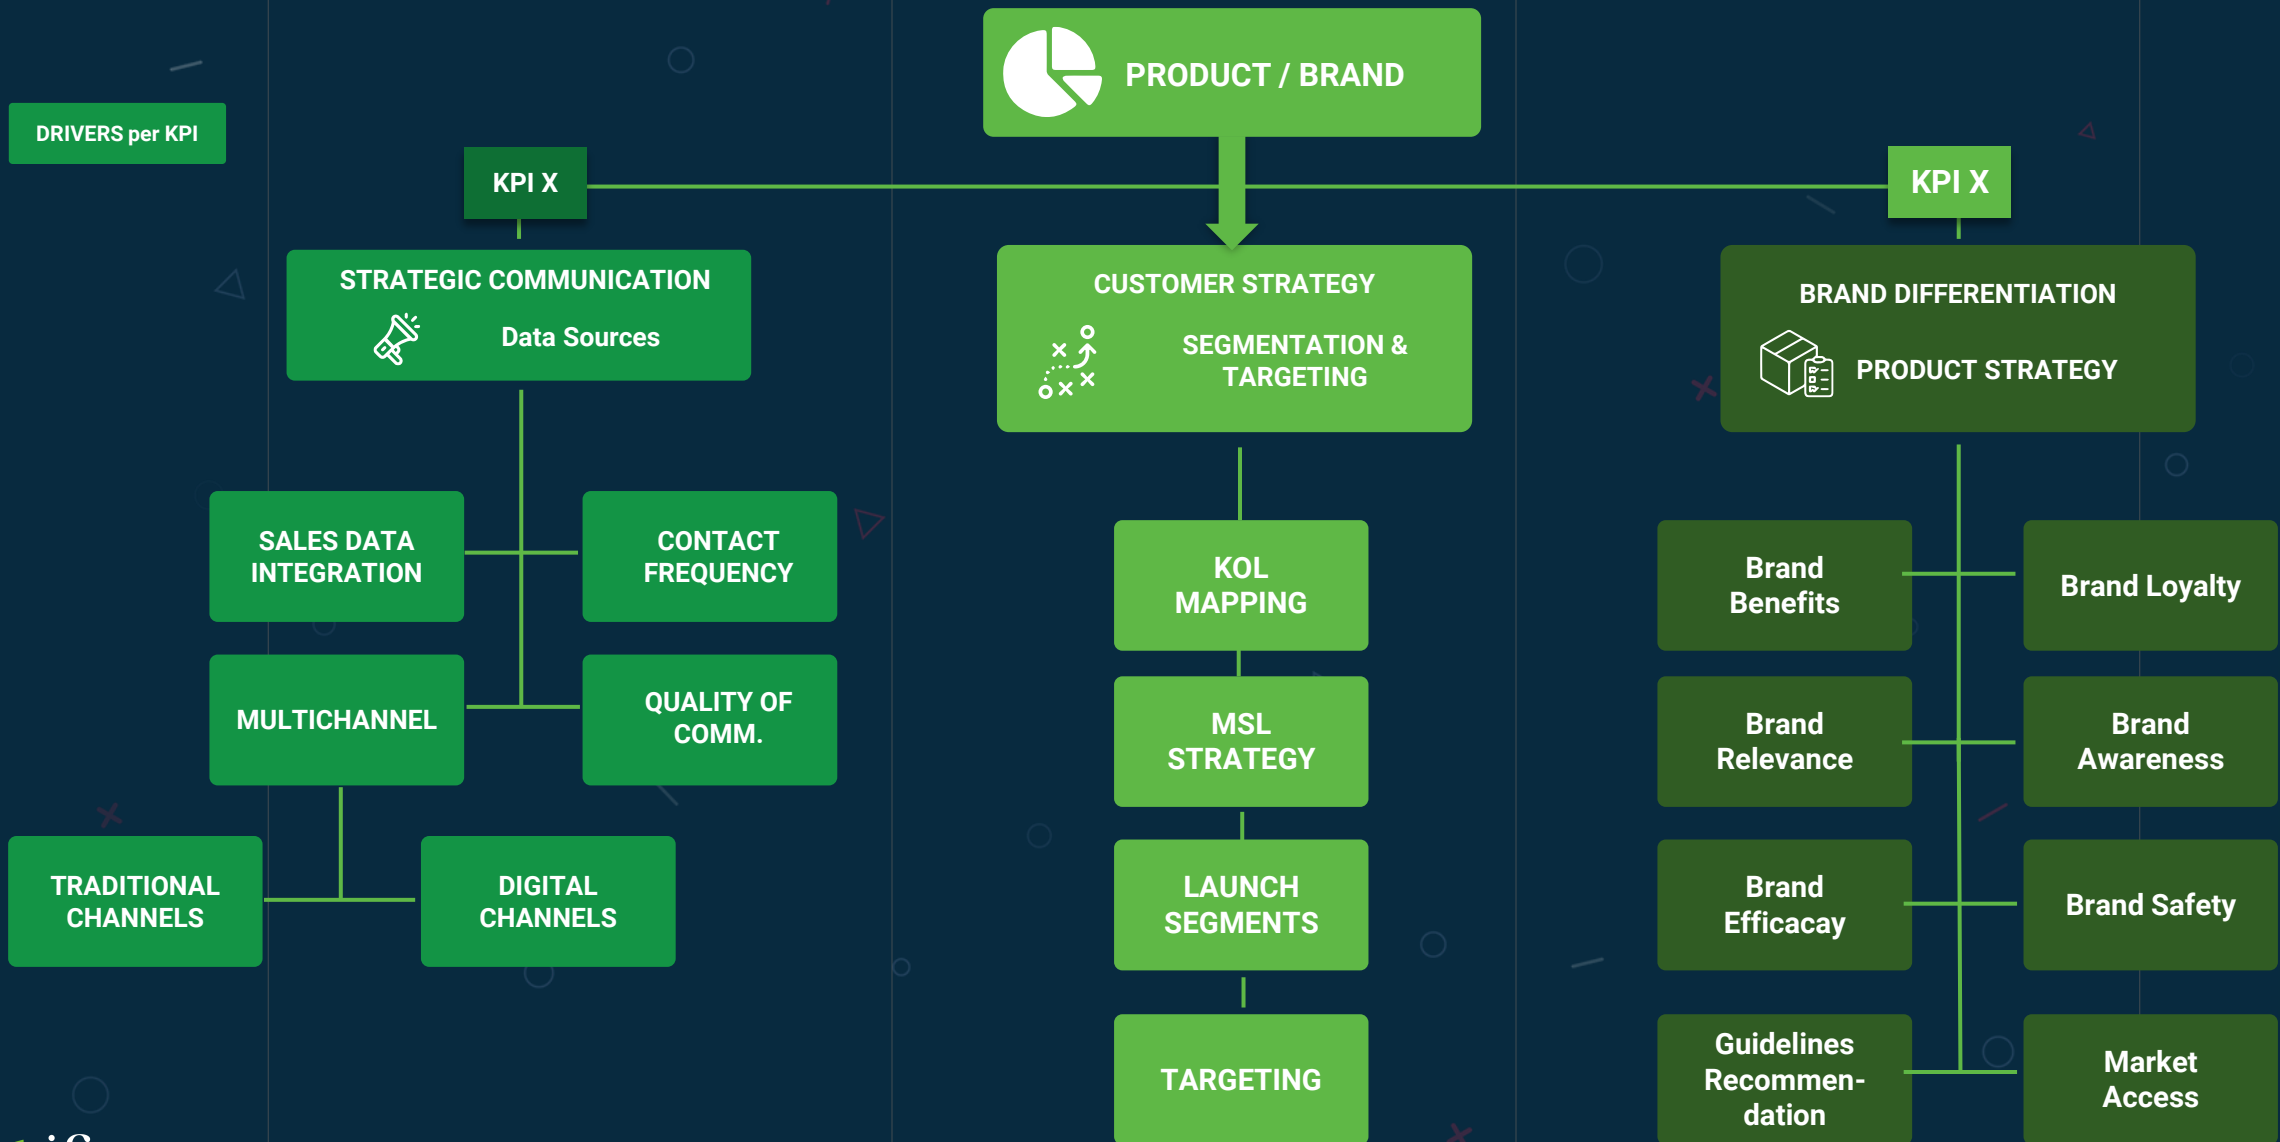 PRODUCT / BRAND
DRIVERS per KPI
KPI X
KPI X
STRATEGIC COMMUNICATION
Data Sources
CUSTOMER STRATEGY
SEGMENTATION &
TARGETING
BRAND DIFFERENTIATION
PRODUCT STRATEGY
SALES DATA
INTEGRATION
CONTACT
FREQUENCY
MULTICHANNEL
QUALITY OF
COMM.
TRADITIONAL
CHANNELS
DIGITAL
CHANNELS
KOL
MAPPING
MSL
STRATEGY
LAUNCH
SEGMENTS
TARGETING
Brand
Benefits
Brand Loyalty
Brand
Relevance
Brand
Awareness
Brand
Efficacay
Brand Safety
Guidelines
Recommen-
dation
Market
Access